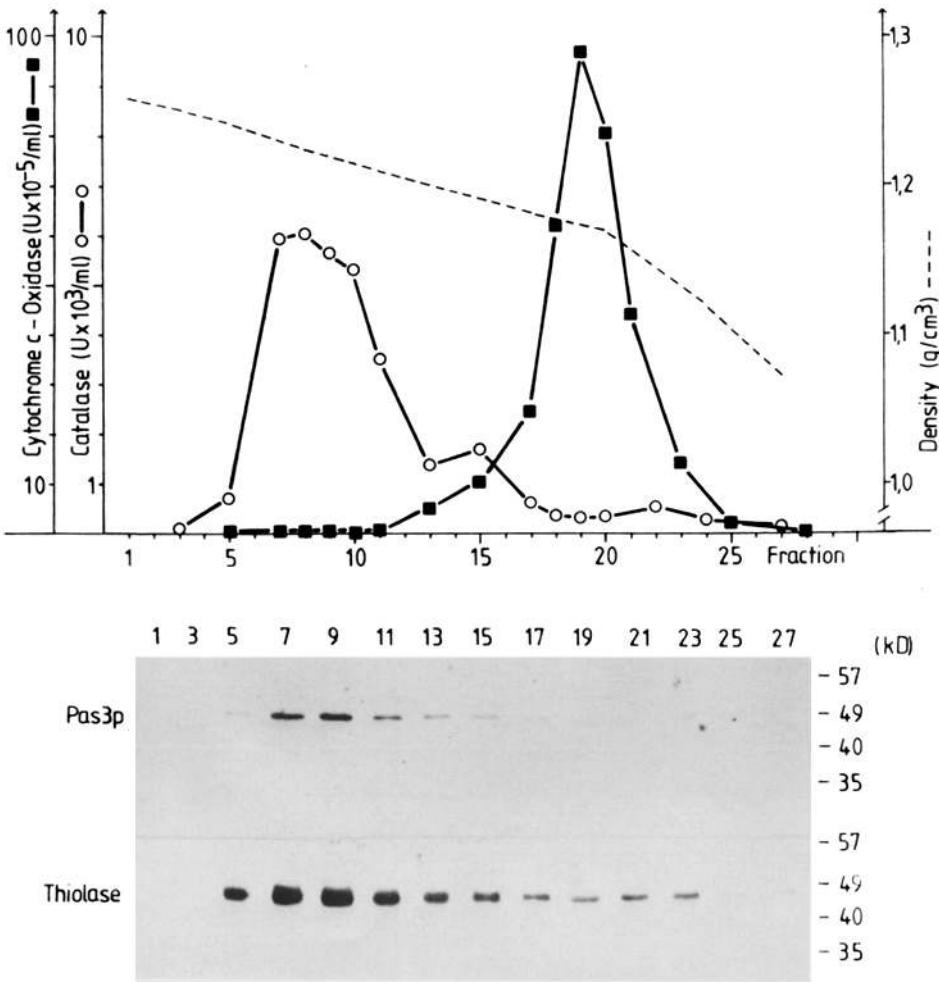 100
10
Cytochrome c - Oxidase (Ux10-5/ml)
10
1
Catalase (Ux10³/ml)
1,3
1,2
1,1
1,0
Density (g/cm3)
1 5 10 15 20 25 Fraction
1 3 5 7 9 11 13 15 17 19 21 23 25 27 (kD)
Pas3p
- 57
- 49
- 40
- 35
Thiolase
- 57
- 49
- 40
- 35